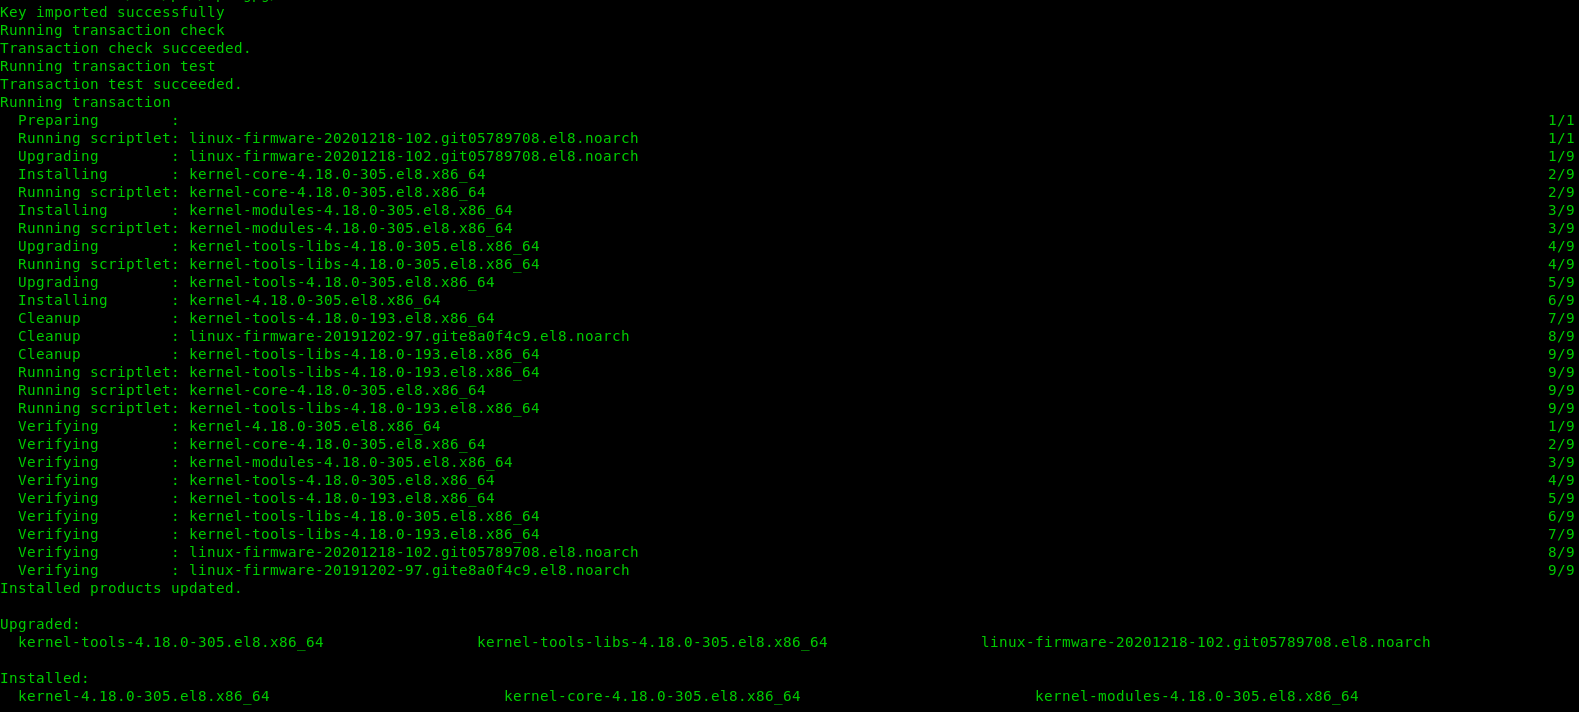 Key imported successfully
Running transaction check
Transaction check succeeded.
Running transaction test
Transaction test succeeded.
Running transaction
  Preparing        :                                                                                                                                                        1/1
  Running scriptlet: linux-firmware-20201218-102.git05789708.el8.noarch 1/1
  Upgrading        : linux-firmware-20201218-102.git05789708.el8.noarch 1/9
  Installing       : kernel-core-4.18.0-305.el8.x86_64 2/9
  Running scriptlet: kernel-core-4.18.0-305.el8.x86_64 2/9
  Installing       : kernel-modules-4.18.0-305.el8.x86_64 3/9
  Running scriptlet: kernel-modules-4.18.0-305.el8.x86_64 3/9
  Upgrading        : kernel-tools-libs-4.18.0-305.el8.x86_64 4/9
  Running scriptlet: kernel-tools-libs-4.18.0-305.el8.x86_64 4/9
  Upgrading        : kernel-tools-4.18.0-305.el8.x86_64 5/9
  Installing       : kernel-4.18.0-305.el8.x86_64 6/9
  Cleanup          : kernel-tools-4.18.0-193.el8.x86_64 7/9
  Cleanup          : linux-firmware-20191202-97.gite8a0f4c9.el8.noarch 8/9
  Cleanup          : kernel-tools-libs-4.18.0-193.el8.x86_64 9/9
  Running scriptlet: kernel-tools-libs-4.18.0-193.el8.x86_64 9/9
  Running scriptlet: kernel-core-4.18.0-305.el8.x86_64 9/9
  Running scriptlet: kernel-tools-libs-4.18.0-193.el8.x86_64 9/9
  Verifying        : kernel-4.18.0-305.el8.x86_64 1/9
  Verifying        : kernel-core-4.18.0-305.el8.x86_64 2/9
  Verifying        : kernel-modules-4.18.0-305.el8.x86_64 3/9
  Verifying        : kernel-tools-4.18.0-305.el8.x86_64 4/9
  Verifying        : kernel-tools-4.18.0-193.el8.x86_64 5/9
  Verifying        : kernel-tools-libs-4.18.0-305.el8.x86_64 6/9
  Verifying        : kernel-tools-libs-4.18.0-193.el8.x86_64 7/9
  Verifying        : linux-firmware-20201218-102.git05789708.el8.noarch 8/9
  Verifying        : linux-firmware-20191202-97.gite8a0f4c9.el8.noarch 9/9
Installed products updated.

Upgraded:
  kernel-tools-4.18.0-305.el8.x86_64 kernel-tools-libs-4.18.0-305.el8.x86_64 linux-firmware-20201218-102.git05789708.el8.noarch

Installed:
  kernel-4.18.0-305.el8.x86_64 kernel-core-4.18.0-305.el8.x86_64 kernel-modules-4.18.0-305.el8.x86_64